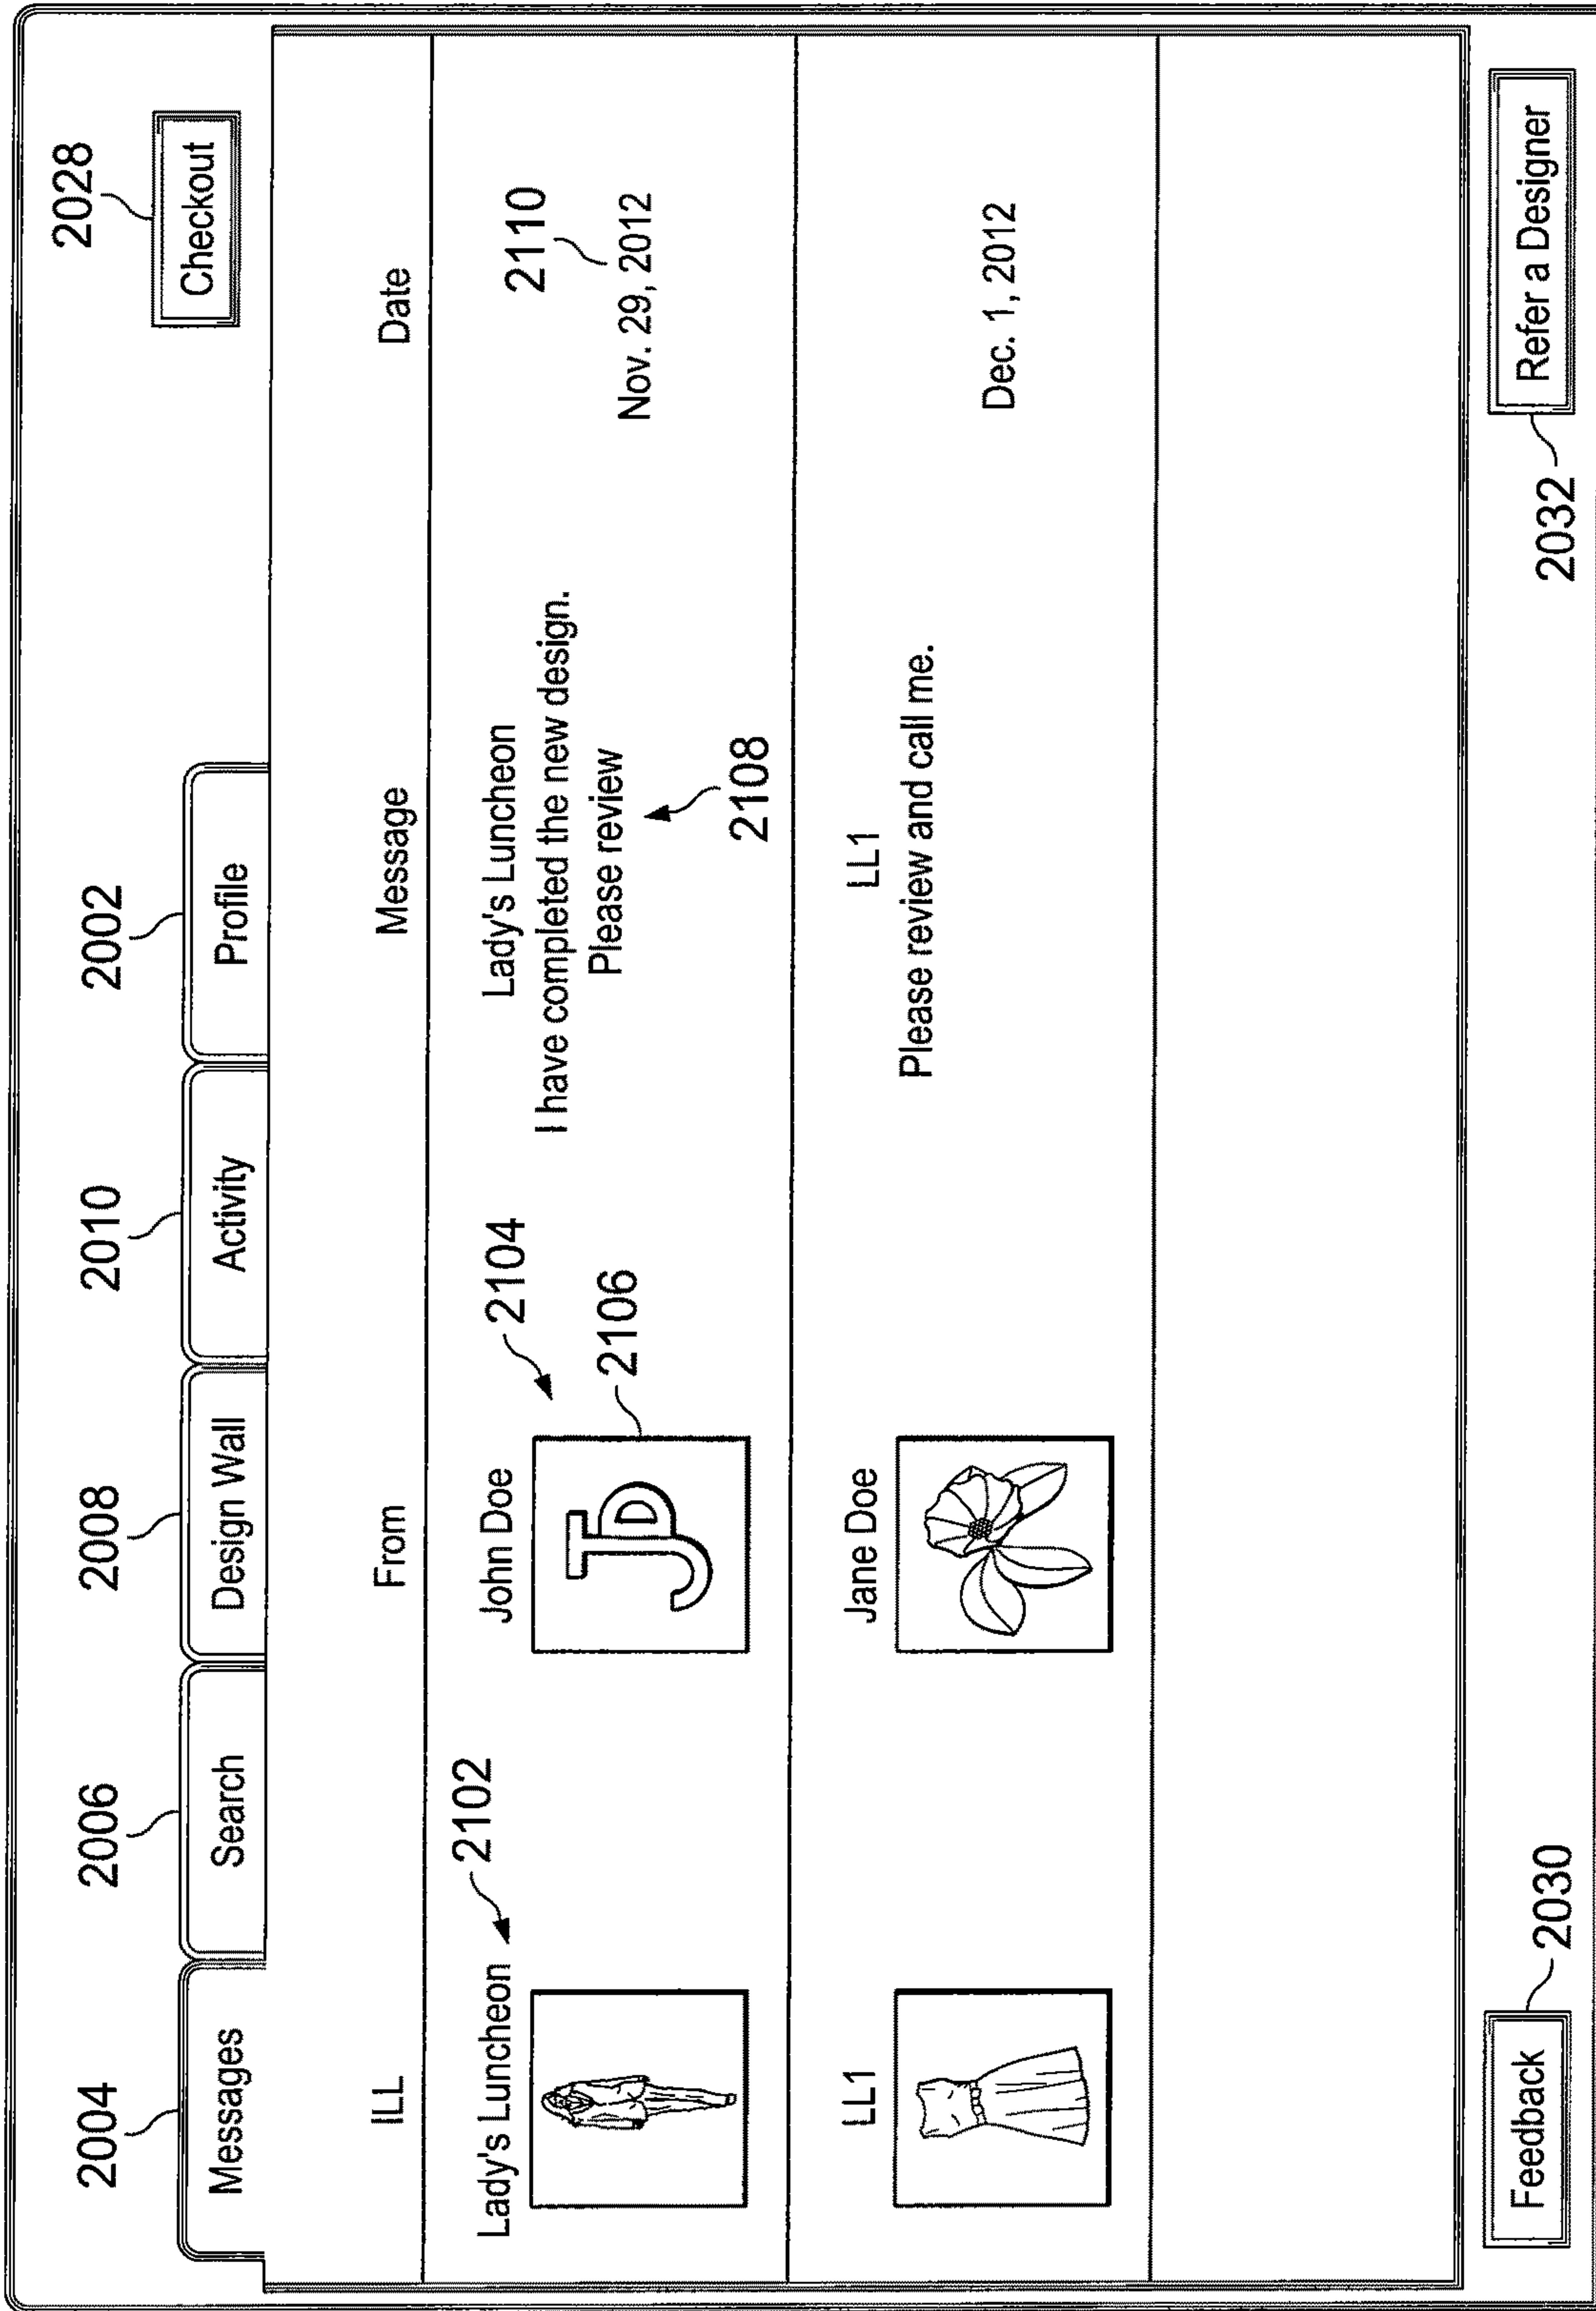 2028
Checkout
2004
2006
2008
2010
2002
Messages
Search
Design Wall
Activity
Profile
ILL
From
Message
Date
Lady's Luncheon
2102
John Doe
2104
2106
JD
Lady's Luncheon
I have completed the new design.
Please review
2108
2110
Nov. 29, 2012
LL1
Jane Doe
LL1
Please review and call me.
Dec. 1, 2012
Feedback
2030
2032
Refer a Designer